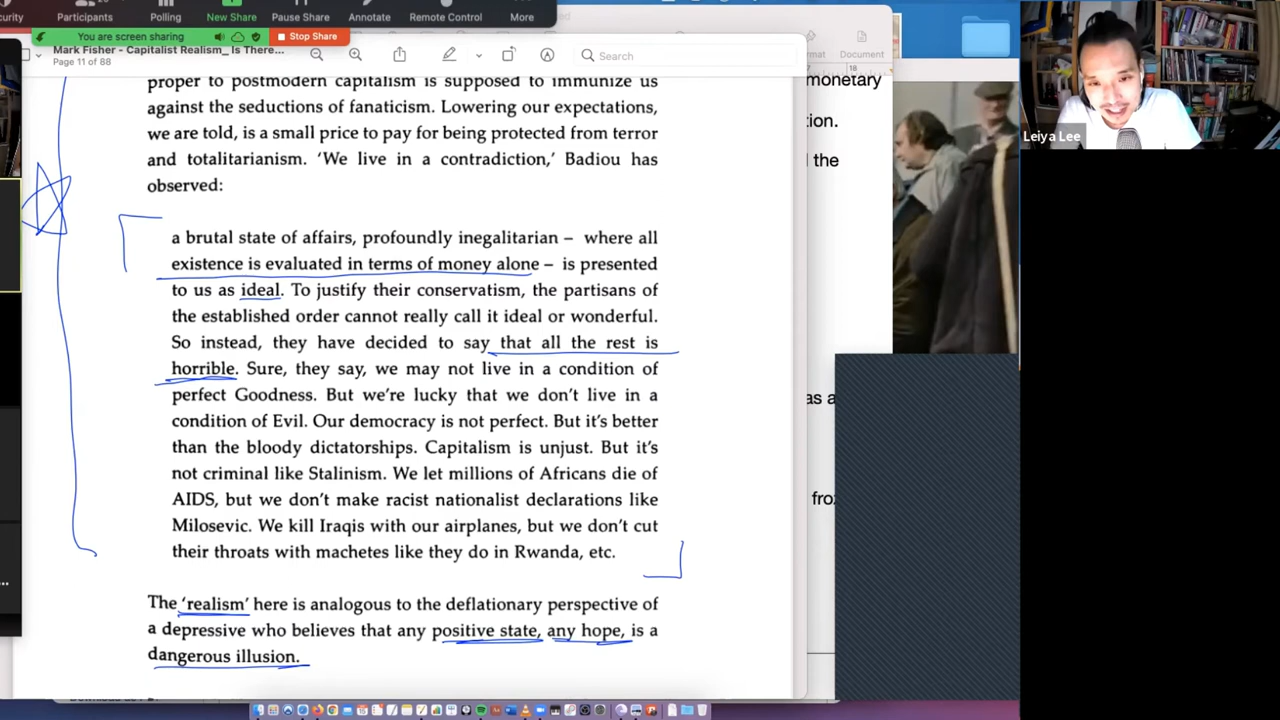 curity
Participants
Polling
New Share
Pause Share
Annotate
Remote Control
More
You are screen sharing
Stop Share
Mark Fisher - Capitalist Realism_ Is There...
Page 11 of 88
Search
rmat
Document
18
proper to postmodern capitalism is supposed to immunize us
against the seductions of fanaticism. Lowering our expectations,
we are told, is a small price to pay for being protected from terror
and totalitarianism. ‘We live in a contradiction,’ Badiou has
observed:
a brutal state of affairs, profoundly inegalitarian – where all
existence is evaluated in terms of money alone – is presented
to us as ideal. To justify their conservatism, the partisans of
the established order cannot really call it ideal or wonderful.
So instead, they have decided to say that all the rest is
horrible. Sure, they say, we may not live in a condition of
perfect Goodness. But we’re lucky that we don’t live in a
condition of Evil. Our democracy is not perfect. But it’s better
than the bloody dictatorships. Capitalism is unjust. But it’s
not criminal like Stalinism. We let millions of Africans die of
AIDS, but we don’t make racist nationalist declarations like
Milosevic. We kill Iraqis with our airplanes, but we don’t cut
their throats with machetes like they do in Rwanda, etc.
The ‘realism’ here is analogous to the deflationary perspective of
a depressive who believes that any positive state, any hope, is a
dangerous illusion.
monetary
tion.
d the
as a
fro
Leiya Lee